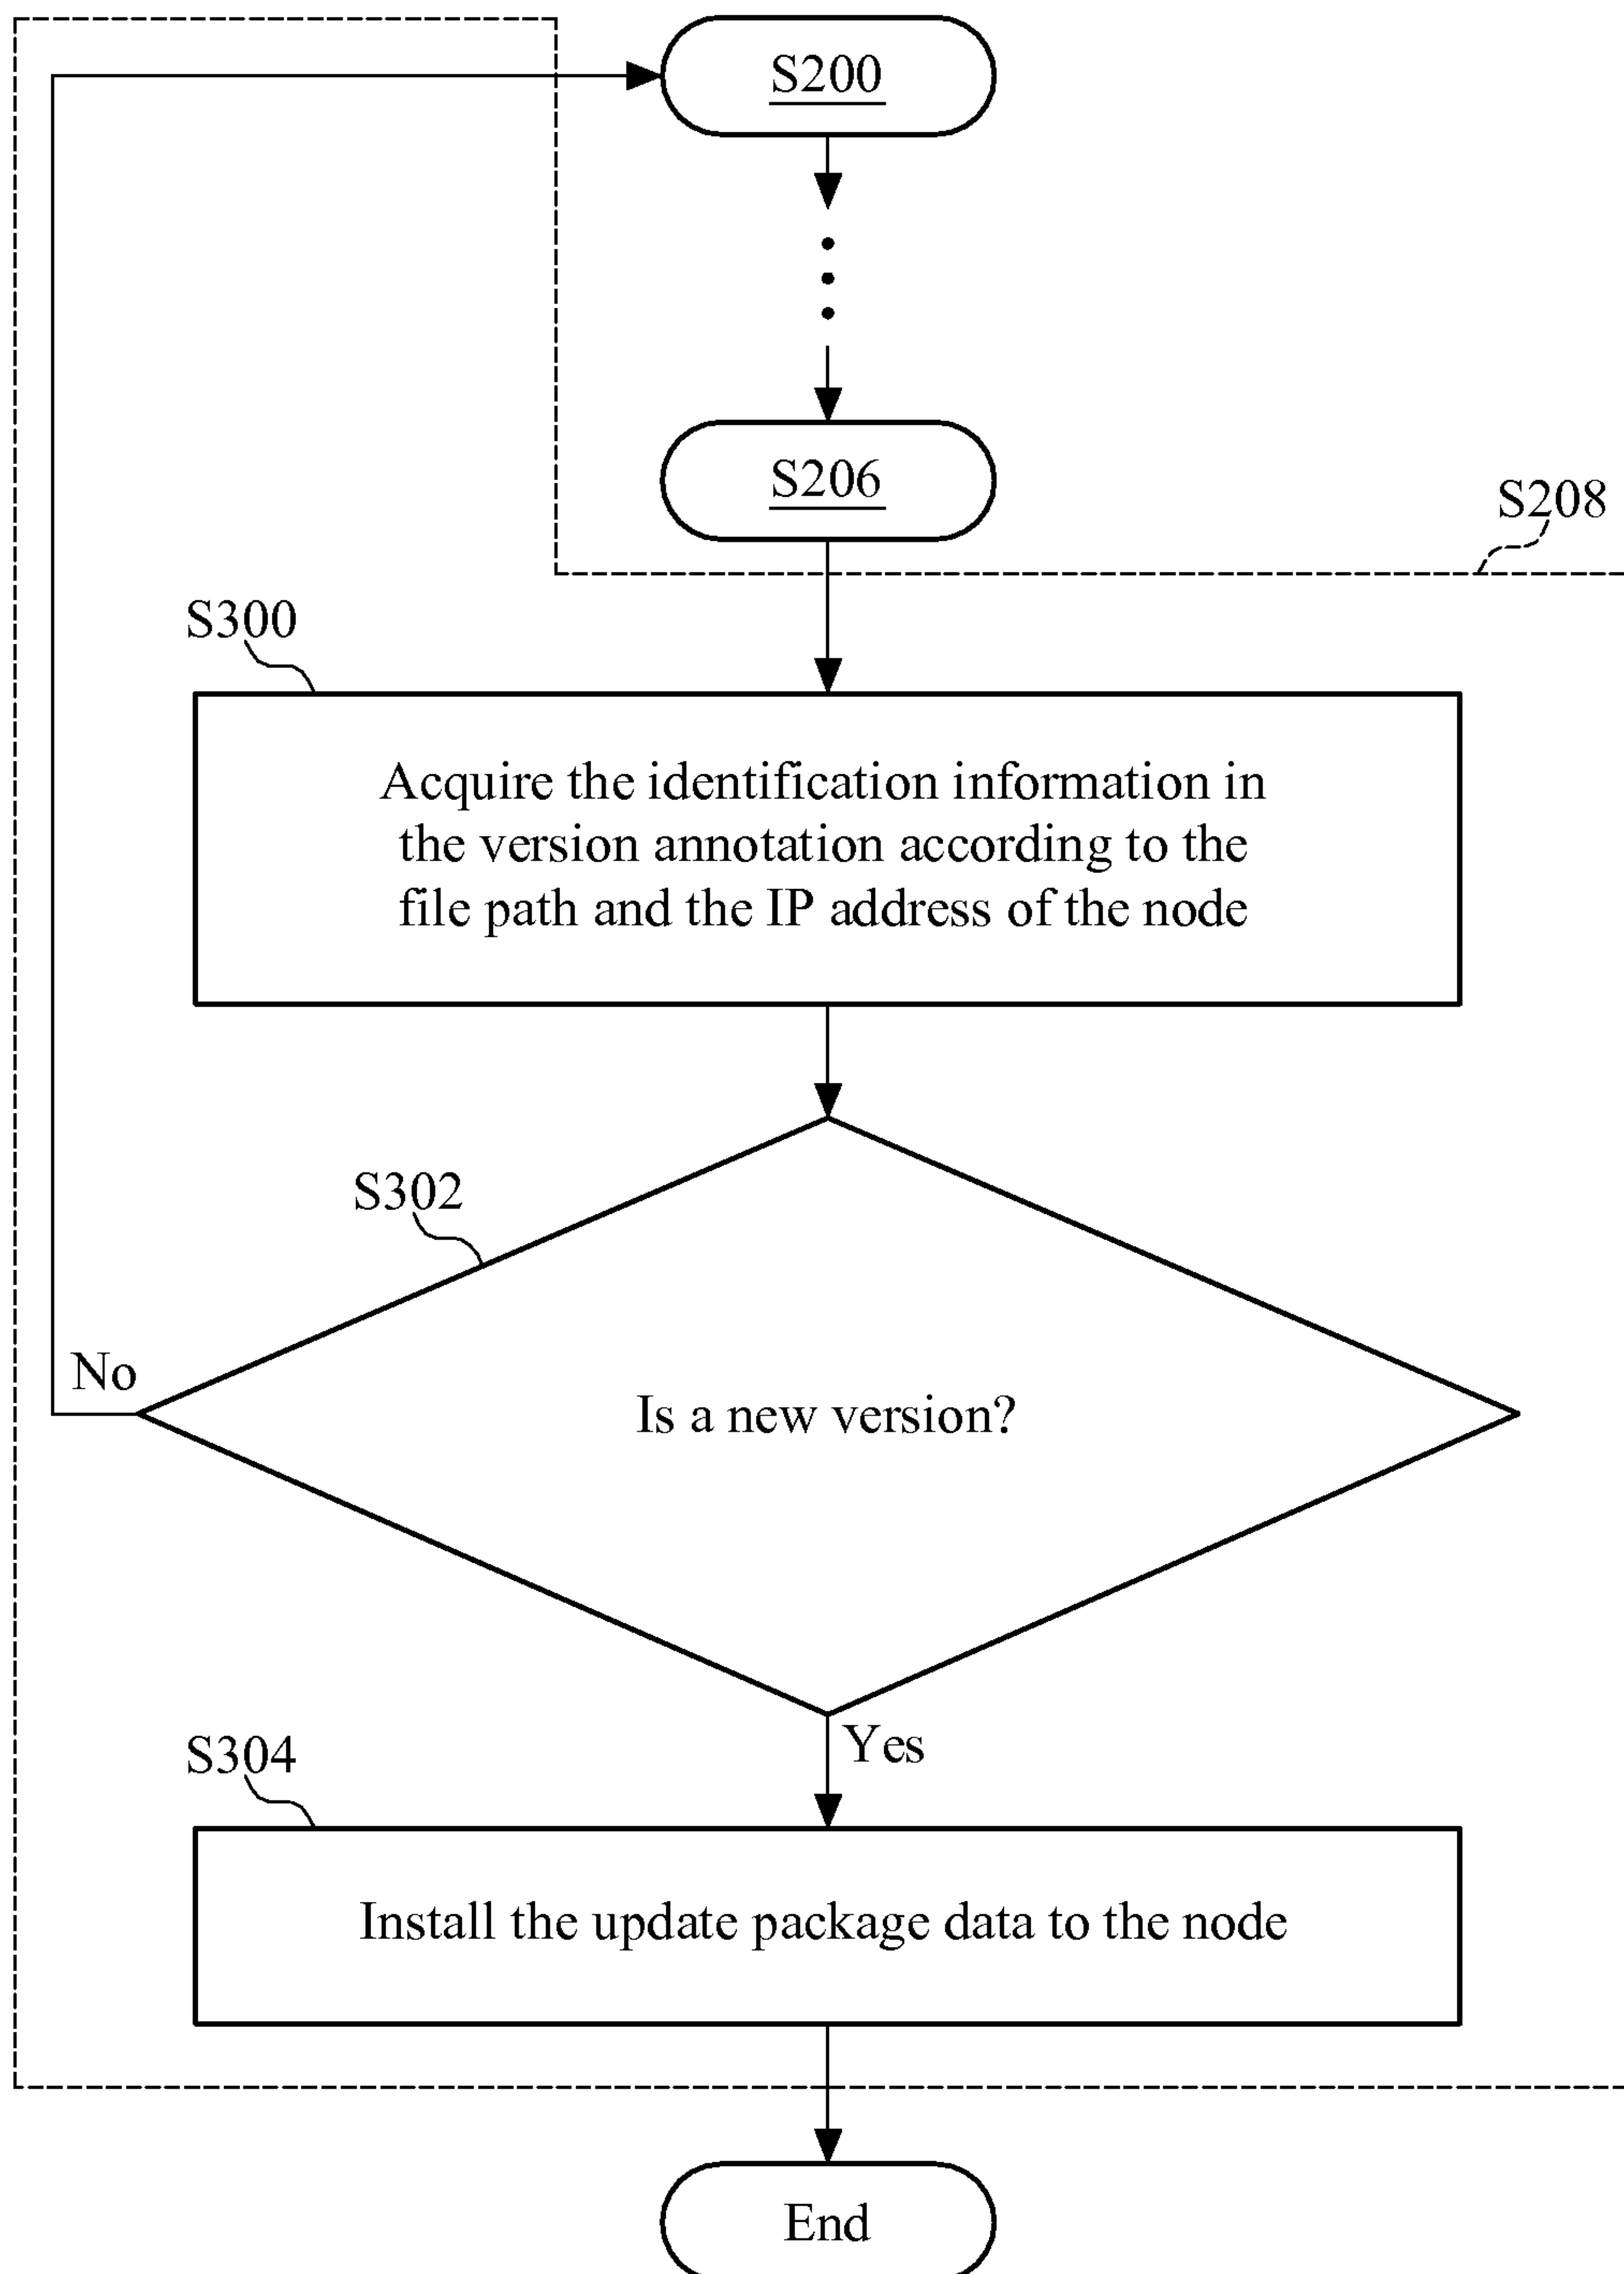 S200
S206
S208
S300
Acquire the identification information in
the version annotation according to the
file path and the IP address of the node
S302
No
Is a new version?
Yes
S304
Install the update package data to the node
End